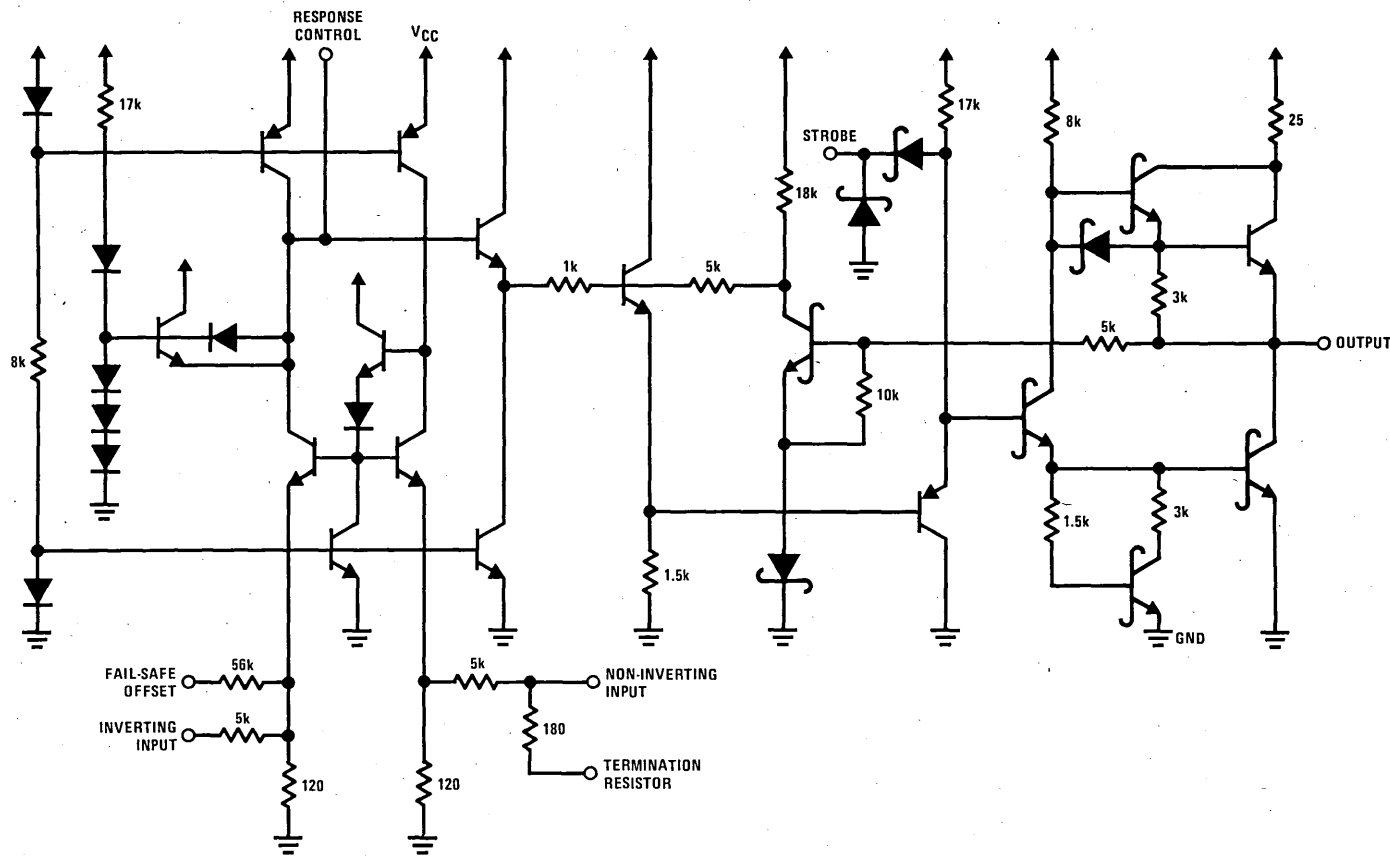 RESPONSE
CONTROL
VCC
17k
17k
8k
25
STROBE
18k
1k
5k
3k
5k
OUTPUT
8k
10k
1.5k
3k
1.5k
GND
FAIL-SAFE
OFFSET
56k
5k
NON-INVERTING
INPUT
INVERTING
INPUT
5k
180
120
120
TERMINATION
RESISTOR